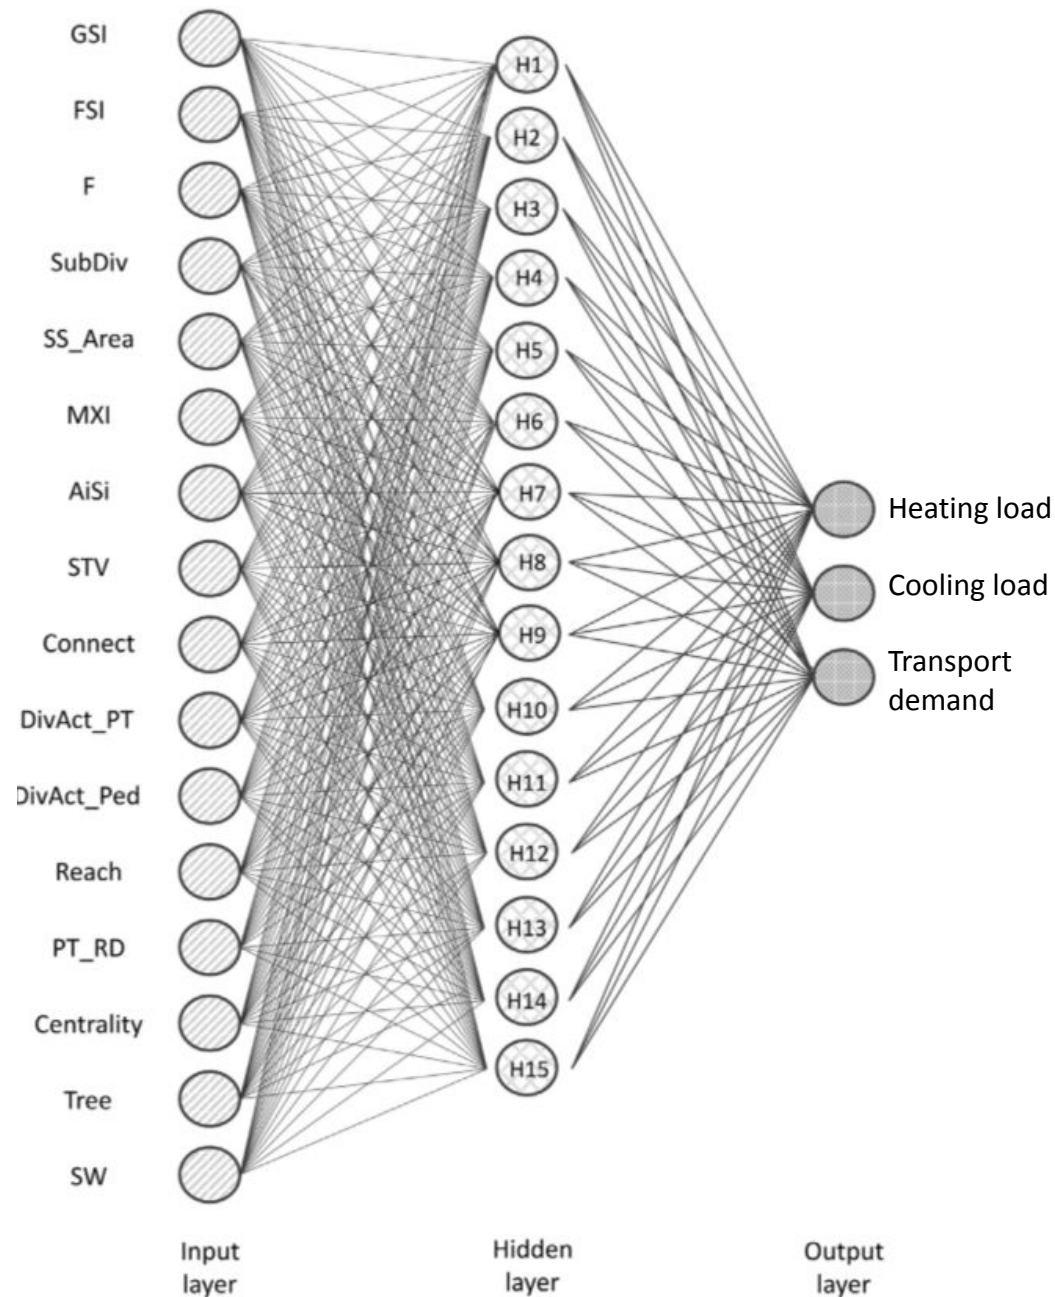 GSI
FSI
F
SubDiv
SS_Area
MXI
AiSi
STV
Connect
DivAct_PT
DivAct_Ped
Reach
PT_RD
Centrality
Tree
SW
H1
H2
H3
H4
H5
H6
H7
H8
H9
H10
H11
H12
H13
H14
H15
Heating load
Cooling load
Transport
demand
Input
layer
Hidden
layer
Output
layer